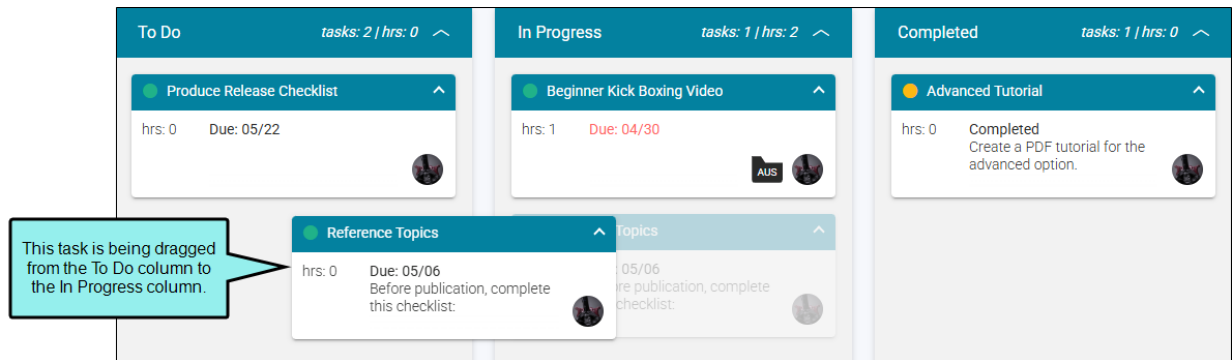 To Do tasks: 2 | hrs: 0
Produce Release Checklist
hrs: 0 Due: 05/22
This task is being dragged
from the To Do column to
the In Progress column.
Reference Topics
hrs: 0 Due: 05/06
Before publication, complete
this checklist:
In Progress tasks: 1 | hrs: 2
Beginner Kick Boxing Video
hrs: 1 Due: 04/30
AUS
Topics
05/06
re publication, complete
checklist:
Completed tasks: 1 | hrs: 0
Advanced Tutorial
hrs: 0 Completed
Create a PDF tutorial for the
advanced option.